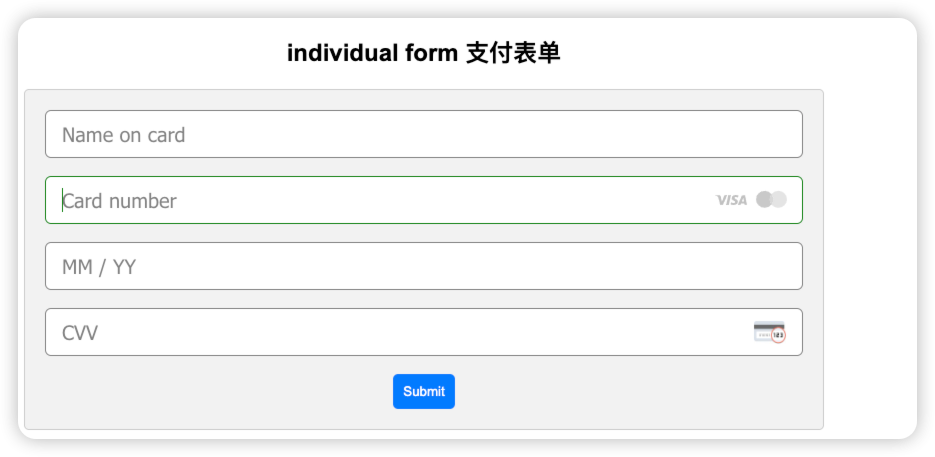 individual form 支付表单
Name on card
Card number
VISA
MM / YY
CVV
123
Submit